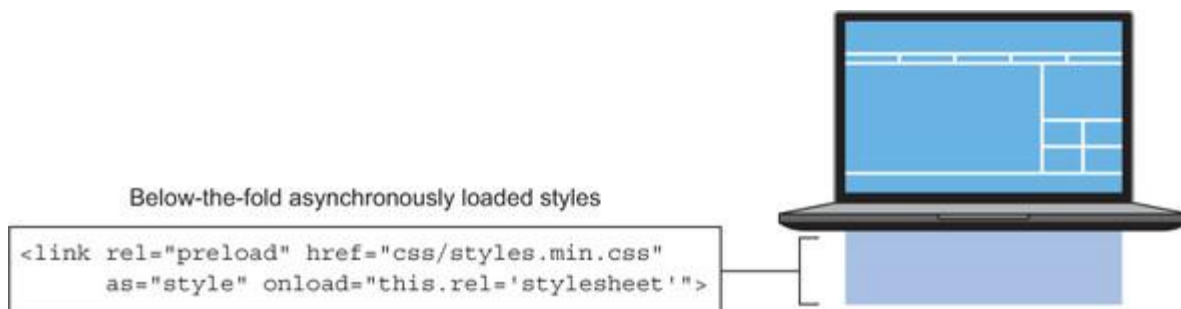 Below-the-fold asynchronously loaded styles
<link rel="preload" href="css/styles.min.css"
as="style" onload="this.rel='stylesheet'">